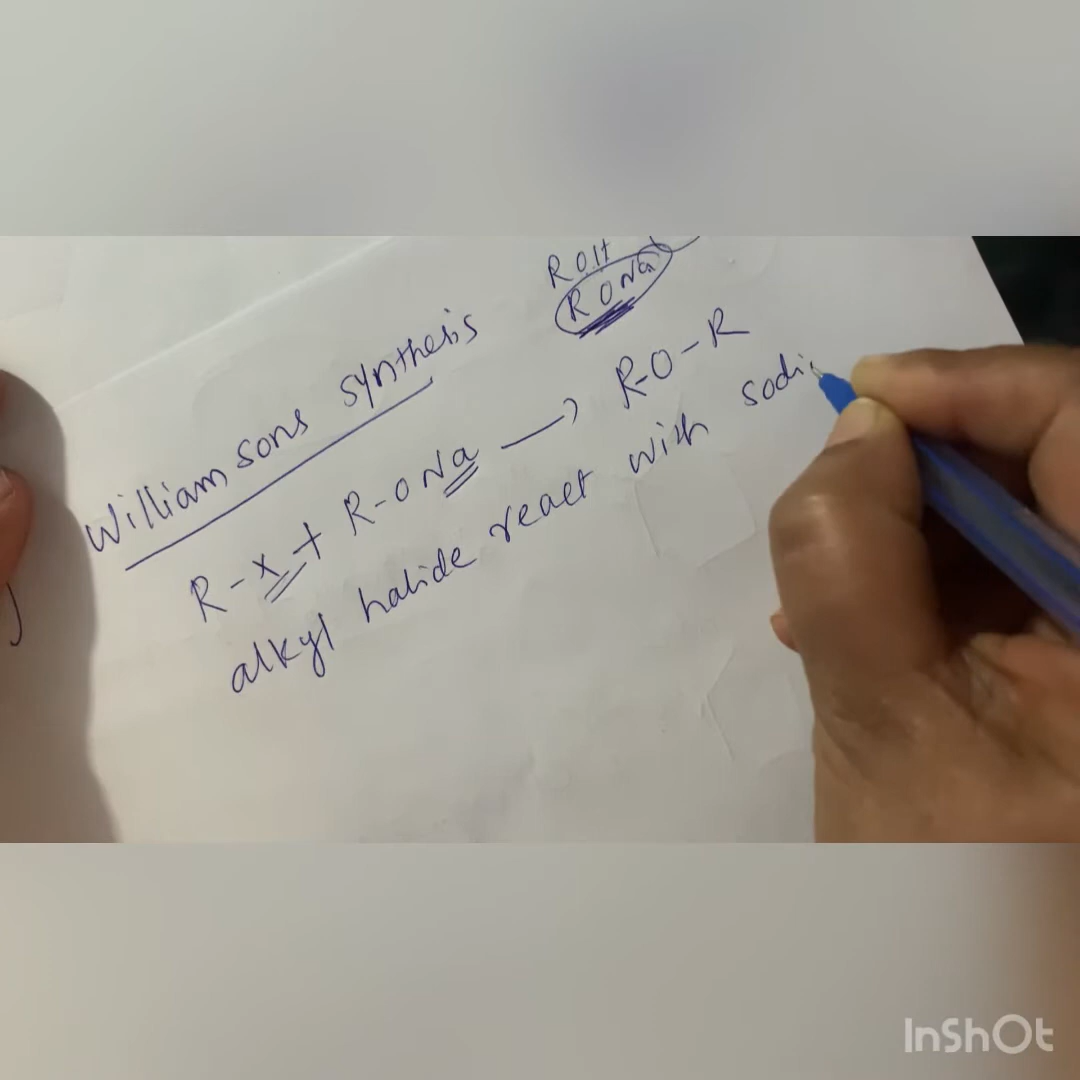 ROH
RONa
Williamsons synthesis
R-X + R-ONa → R-O-R
alkyl halide react with sodi
InShOt